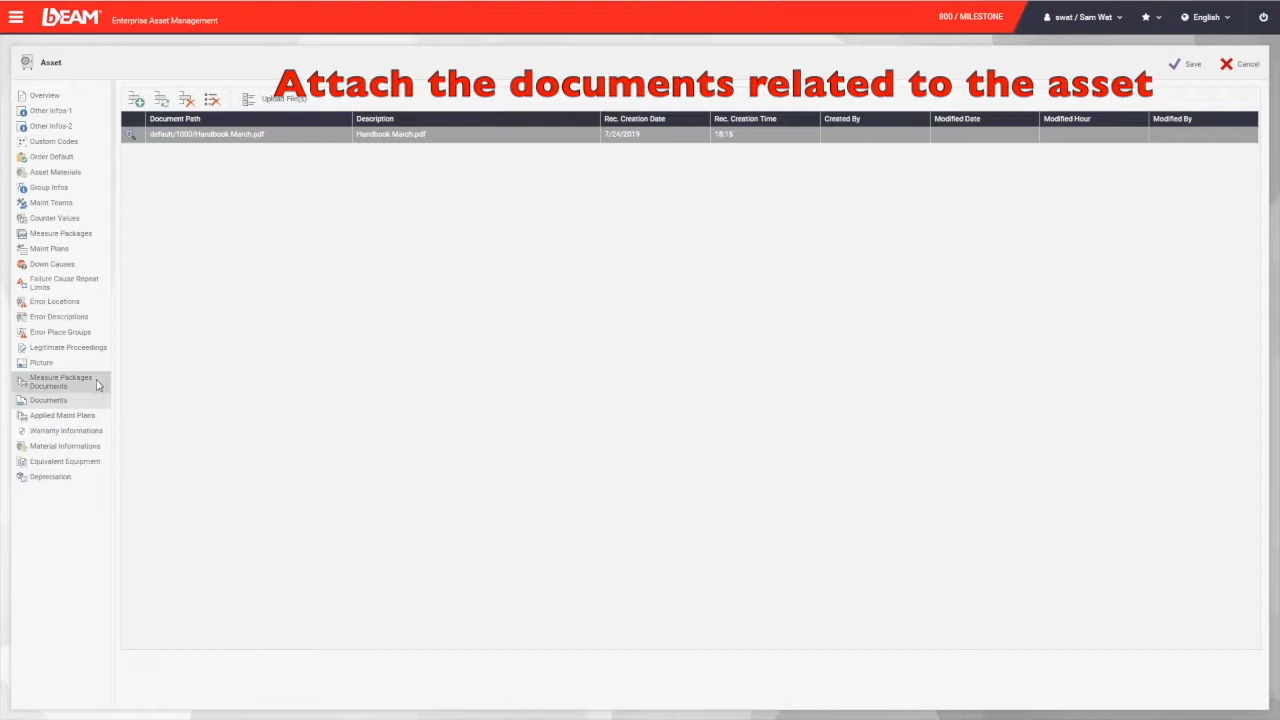 bEAM® Enterprise Asset Management
800 / MILESTONE
swat / Sam Wat
English
Asset
Attach the documents related to the asset
Save
Cancel
Overview
Other Infos-1
Other Infos-2
Custom Codes
Order Default
Asset Materials
Group Infos
Maint Teams
Counter Values
Measure Packages
Maint Plans
Down Causes
Failure Cause Repeat
Limits
Error Locations
Error Descriptions
Error Place Groups
Legitimate Proceedings
Picture
Measure Packages
Documents
Documents
Applied Maint Plans
Warranty Informations
Material Informations
Equivalent Equipment
Depreciation
Upload File(s)
Document Path Description Rec. Creation Date Rec. Creation Time Created By Modified Date Modified Hour Modified By
default/1000/Handbook March.pdf Handbook March.pdf 7/24/2019 18:15